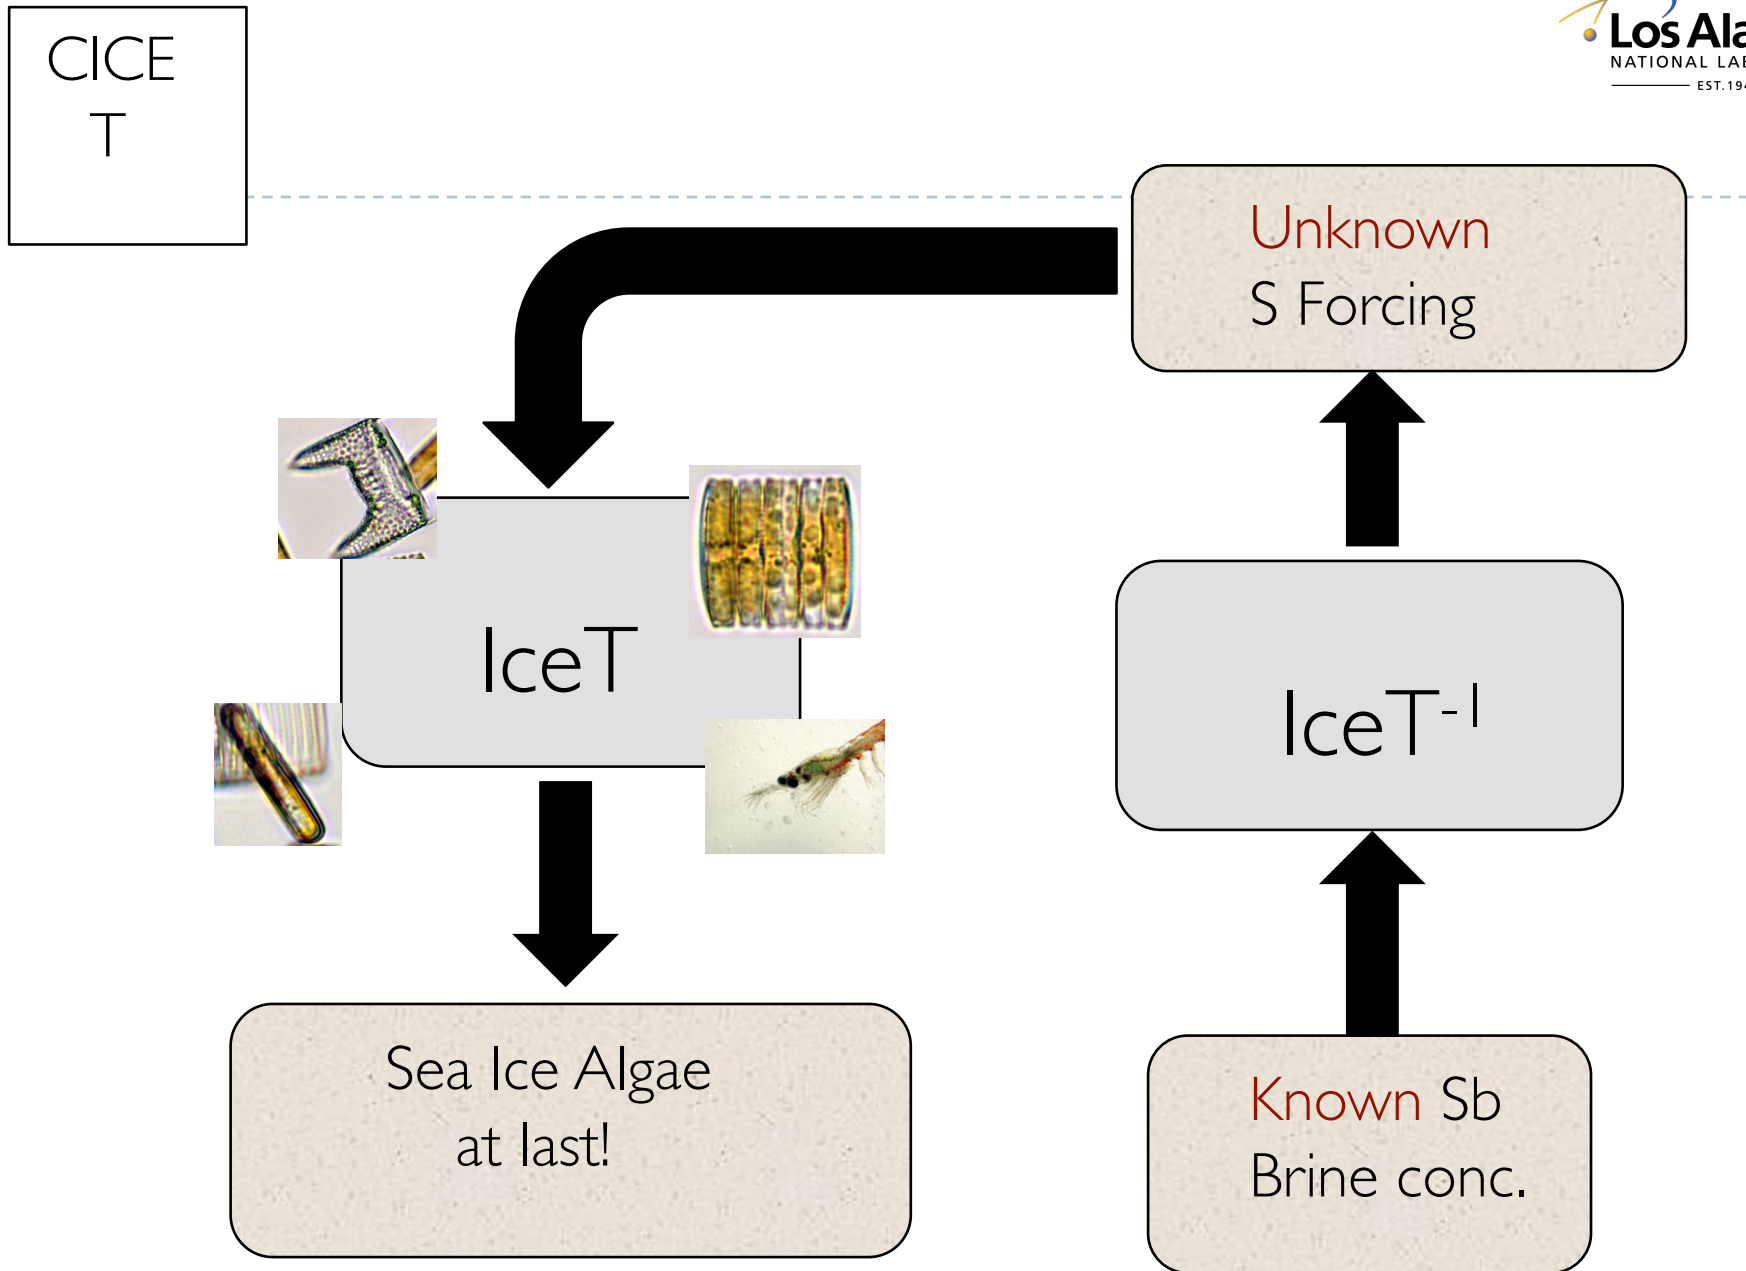 CICE
T
Los Ala
NATIONAL LAB
EST.194
Unknown
S Forcing
IceT
IceT-1
Sea Ice Algae
at last!
Known Sb
Brine conc.